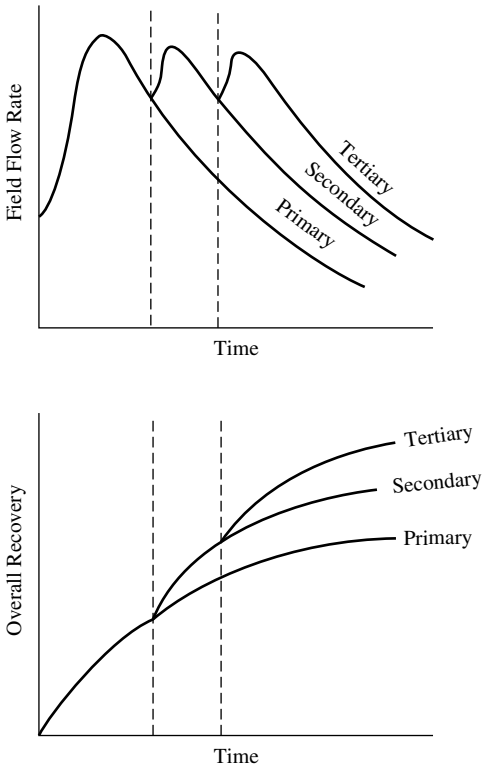 Field Flow Rate
Tertiary
Secondary
Primary
Time
Overall Recovery
Tertiary
Secondary
Primary
Time